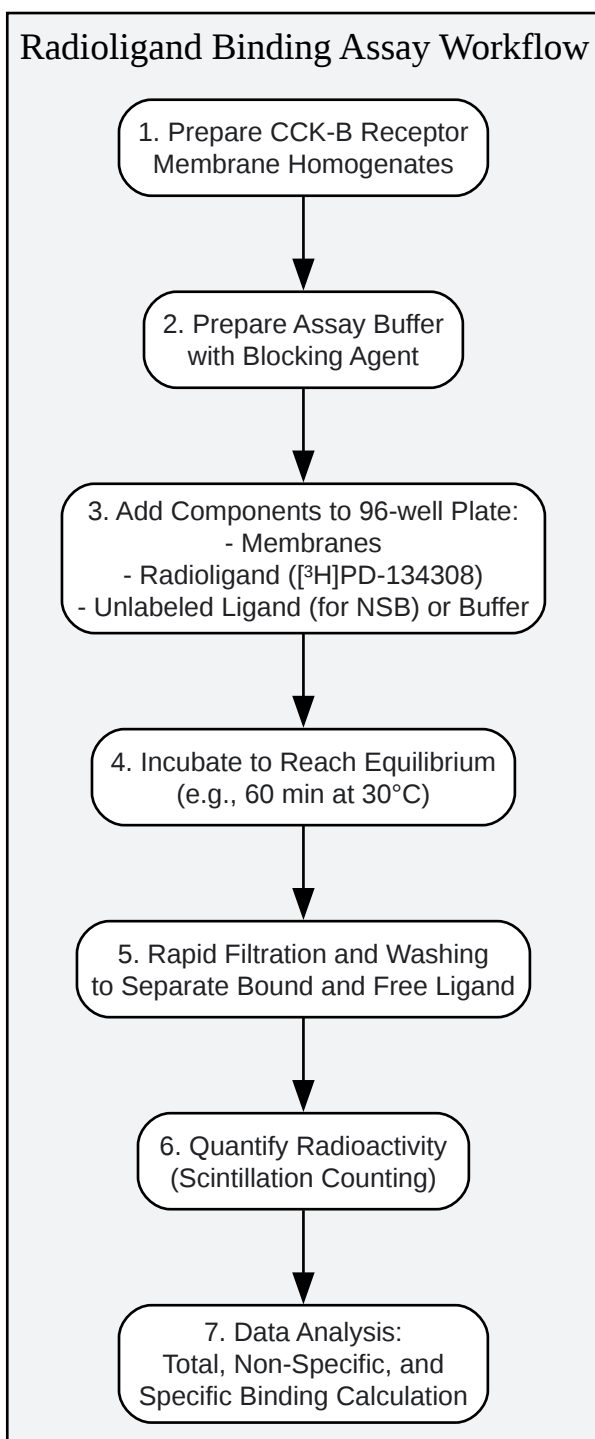 Radioligand Binding Assay Workflow
1. Prepare CCK-B Receptor
Membrane Homogenates
2. Prepare Assay Buffer
with Blocking Agent
3. Add Components to 96-well Plate:
- Membranes
- Radioligand ([³H]PD-134308)
- Unlabeled Ligand (for NSB) or Buffer
4. Incubate to Reach Equilibrium
(e.g., 60 min at 30°C)
5. Rapid Filtration and Washing
to Separate Bound and Free Ligand
6. Quantify Radioactivity
(Scintillation Counting)
7. Data Analysis:
Total, Non-Specific, and
Specific Binding Calculation